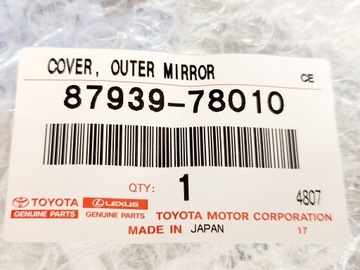 COVER, OUTER MIRROR
CE
87939-78010
QTY: 1
4807
TOYOTA LEXUS
GENUINE PARTS GENUINE PARTS TOYOTA MOTOR CORPORATION
MADE IN JAPAN 17